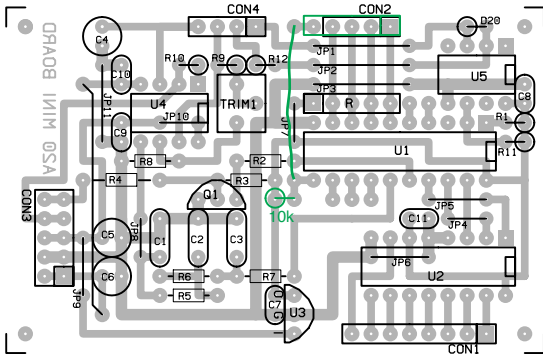 CON4
CON2
D20
C4
JP1
R10
R9
R12
JP2
C10
U5
JP3
C8
JP11
U4
TRIM1
R
JP10
R1
C9
JP7
U1
R11
R8
R2
A20 MINI BOARD
R4
R3
Q1
CON3
10k
JP5
C11
JP4
C5
JP8
C1
C2
C3
JP6
C6
R6
R7
U2
JP9
R5
C7
O
G
I
U3
CON1